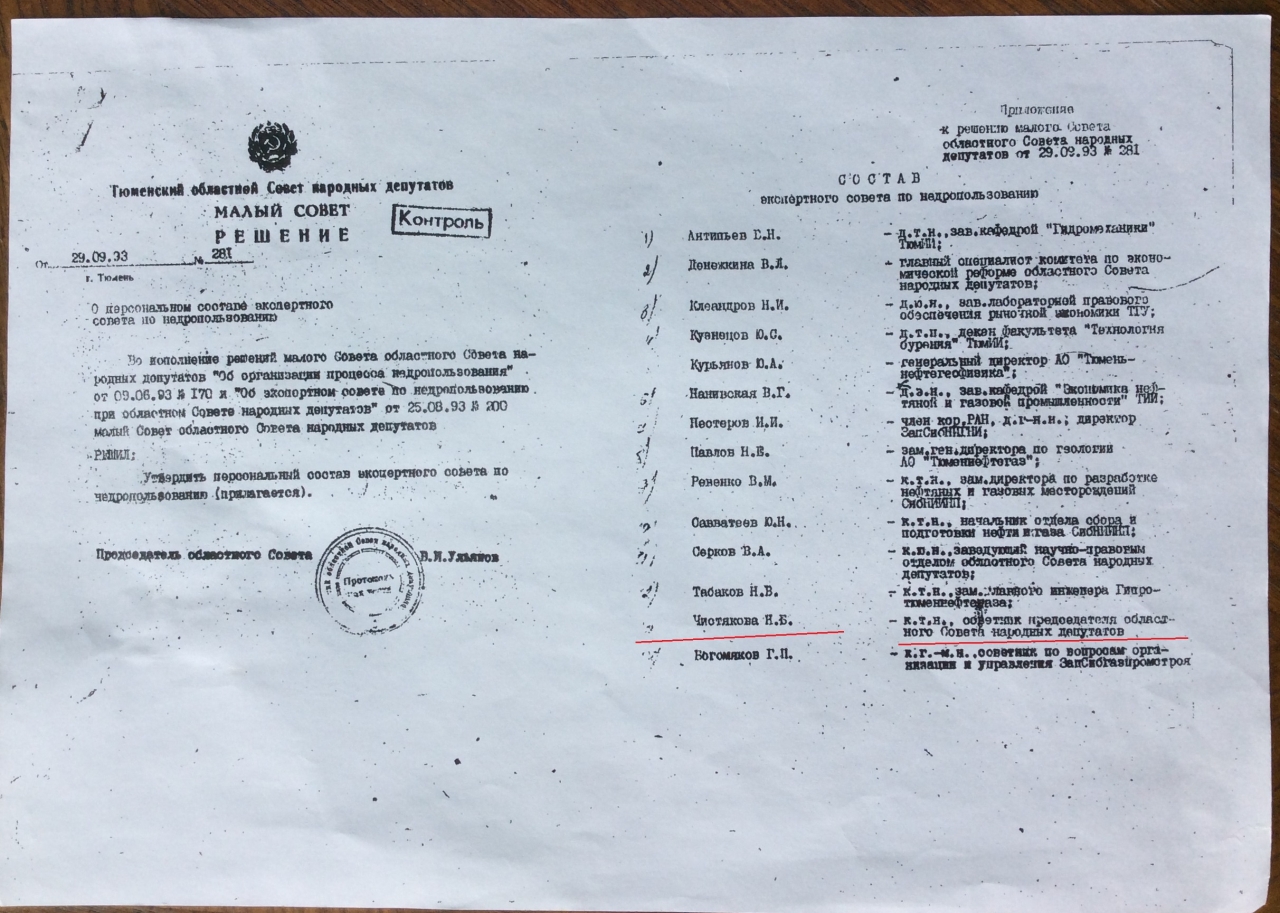 Тюменский областной Совет народных депутатов
МАЛЫЙ СОВЕТ
РЕШЕНИЕ
Контроль
От 29.09.93 № 281
г. Тюмень
О персональном составе экспертного
совета по недропользованию
Во исполнение решений малого Совета областного Совета на-
родных депутатов "Об организации процесса недропользования"
от 09.06.93 № 170 и "Об экспертном совете по недропользованию
при областном Совете народных депутатов" от 25.08.93 № 200
малый Совет областного Совета народных депутатов
РЕШИЛ:
Утвердить персональный состав экспертного совета по
недропользованию (прилагается).
Председатель областного Совета В.И.Ульянов
Протокол
Приложение
к решению малого Совета
областного Совета народных
депутатов от 29.09.93 № 281
СОСТАВ
экспертного совета по недропользованию
1) Антипьев В.Н. - д.т.н., зав.кафедрой "Гидромеханики"
ТюмИИ;
2) Денежкина В.Л. - главный специалист комитета по эконо-
мической реформе областного Совета
народных депутатов;
Клеандров Н.И. - д.ю.н., зав.лабораторией правового
обеспечения рыночной экономики ТГУ;
Кузнецов Ю.С. - д.т.н., декан факультета "Технология
бурения" ТюмИИ;
Курьянов Ю.А. - генеральный директор АО "Тюмень-
нефтегеофизика";
Нанивская В.Г. - д.э.н., зав.кафедрой "Экономика неф-
тяной и газовой промышленности" ТИИ;
Нестеров И.И. - член кор.РАН, д.г-н.н.; директор
ЗапСибНИГНИ;
Павлов Н.Е. - зам.ген.директора по геологии
АО "Тюменнефтегаз";
Ревенко В.М. - к.т.н., зам.директора по разработке
нефтяных и газовых месторождений
СибНИИНП;
Савватеев Ю.Н. - к.т.н., начальник отдела сбора и
подготовки нефти и газа СибНИИНП;
Серков В.А. - к.ю.н., заведующий научно-правовым
отделом областного Совета народных
депутатов;
Табаков Н.В. - к.т.н., зам.главного инженера Гипро-
тюменнефтегаза;
Чистякова Н.Б. - к.т.н., советник председателя област-
ного Совета народных депутатов
Богомяков Г.П. - к.г.-м.н., советник по вопросам орга-
низации и управления ЗапСибгазпромстроя